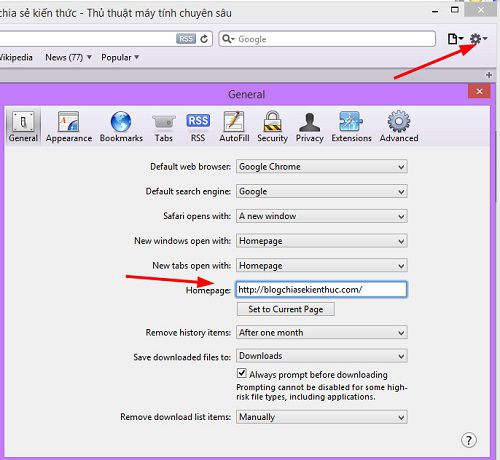 chia sẻ kiến thức - Thủ thuật máy tính chuyên sâu
RSS Google
Wikipedia News (77) Popular
General
General Appearance Bookmarks Tabs RSS AutoFill Security Privacy Extensions Advanced
RSS
Default web browser: Google Chrome
Default search engine: Google
Safari opens with: A new window
New windows open with: Homepage
New tabs open with: Homepage
Homepage: http://blogchiasekienthuc.com/
Set to Current Page
Remove history items: After one month
Save downloaded files to: Downloads
Always prompt before downloading
Prompting cannot be disabled for some high-
risk file types, including applications.
Remove download list items: Manually
?